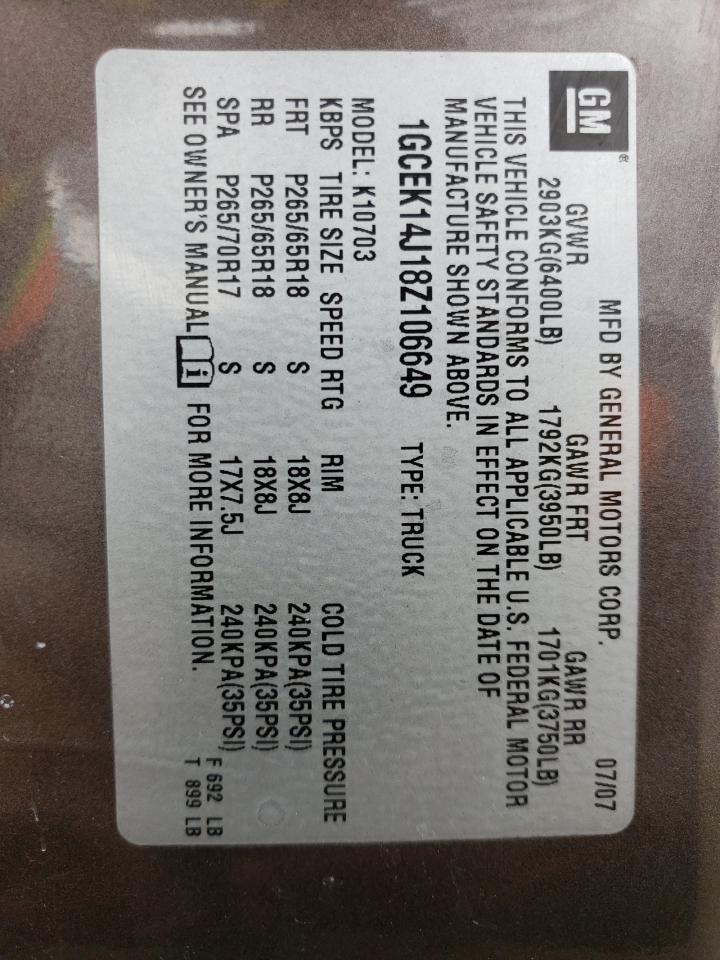 GM®
MFD BY GENERAL MOTORS CORP. 07/07
GVWR GAWR FRT GAWR RR
2903KG(6400LB) 1792KG(3950LB) 1701KG(3750LB)
THIS VEHICLE CONFORMS TO ALL APPLICABLE U.S. FEDERAL MOTOR
VEHICLE SAFETY STANDARDS IN EFFECT ON THE DATE OF
MANUFACTURE SHOWN ABOVE.
1GCEK14J18Z106649 TYPE: TRUCK
MODEL: K10703
KBPS TIRE SIZE SPEED RTG RIM COLD TIRE PRESSURE
FRT P265/65R18 S 18X8J 240KPA(35PSI)
RR P265/65R18 S 18X8J 240KPA(35PSI)
SPA P265/70R17 S 17X7.5J 240KPA(35PSI)
SEE OWNER'S MANUAL i FOR MORE INFORMATION.
F 692 LB
T 899 LB